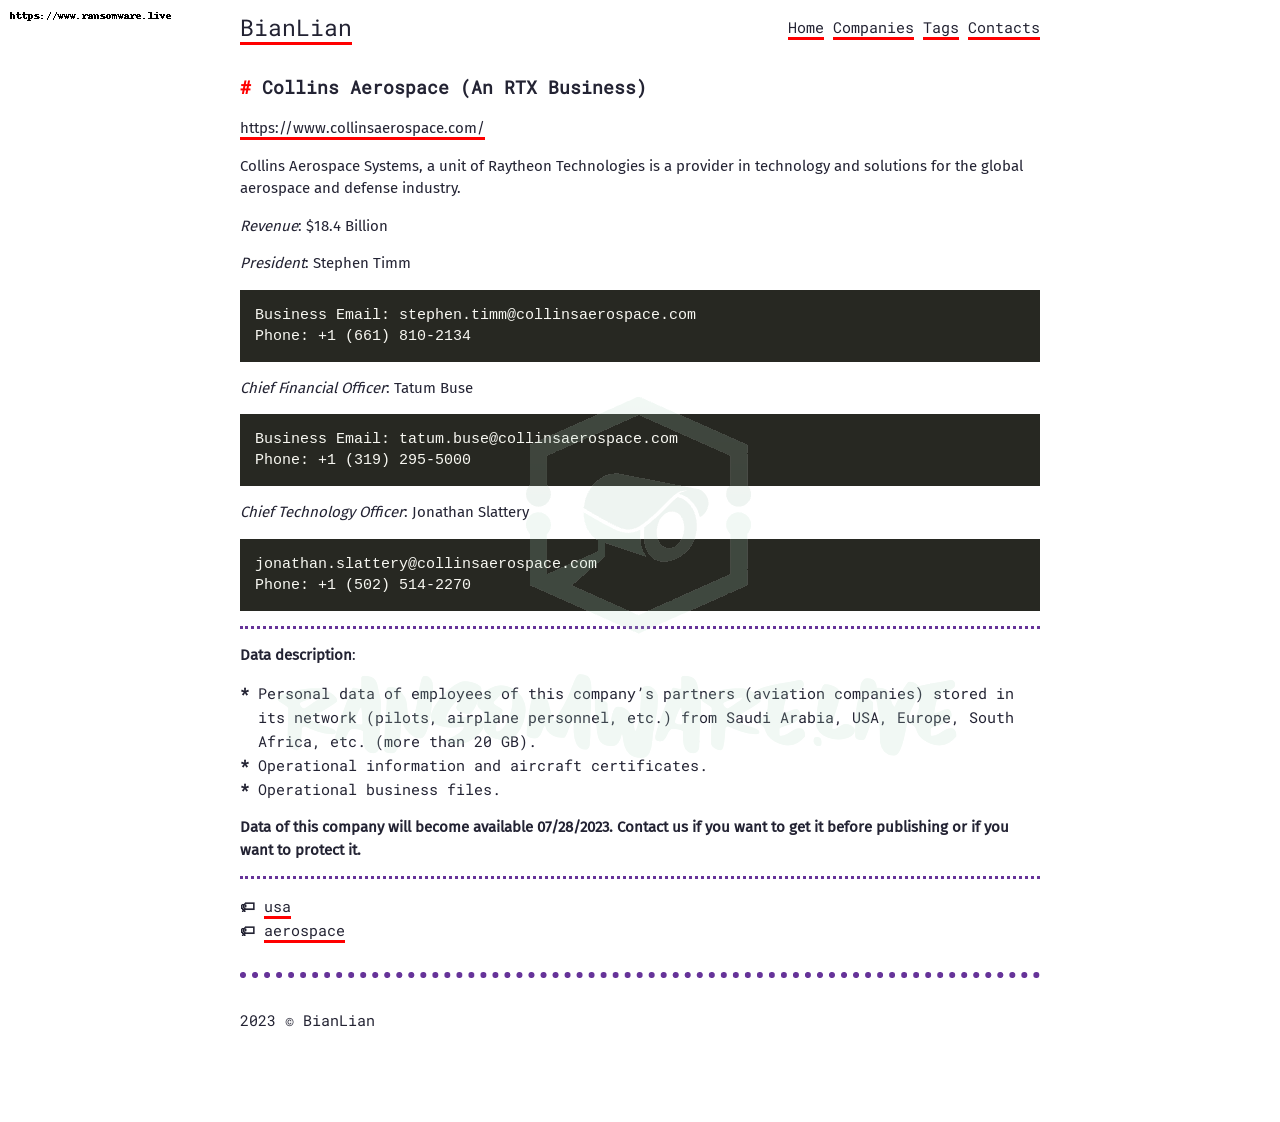 https://www.ransomware.live
BianLian
Home Companies Tags Contacts
# Collins Aerospace (An RTX Business)
https://www.collinsaerospace.com/
Collins Aerospace Systems, a unit of Raytheon Technologies is a provider in technology and solutions for the global
aerospace and defense industry.
Revenue: $18.4 Billion
President: Stephen Timm
Business Email: stephen.timm@collinsaerospace.com
Phone: +1 (661) 810-2134
Chief Financial Officer: Tatum Buse
Business Email: tatum.buse@collinsaerospace.com
Phone: +1 (319) 295-5000
Chief Technology Officer: Jonathan Slattery
jonathan.slattery@collinsaerospace.com
Phone: +1 (502) 514-2270
Data description:
* Personal data of employees of this company’s partners (aviation companies) stored in
its network (pilots, airplane personnel, etc.) from Saudi Arabia, USA, Europe, South
Africa, etc. (more than 20 GB).
RANSOMWARE.LIVE
* Operational information and aircraft certificates.
* Operational business files.
Data of this company will become available 07/28/2023. Contact us if you want to get it before publishing or if you
want to protect it.
usa
aerospace
2023 © BianLian